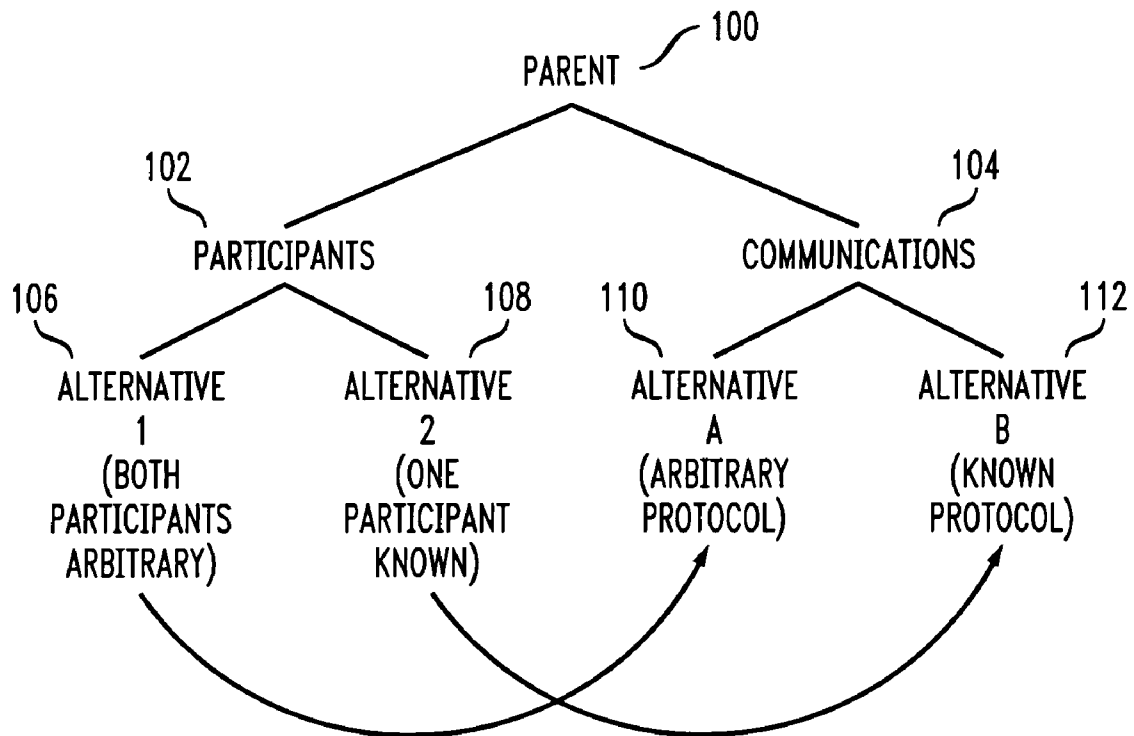 100
PARENT
102
104
PARTICIPANTS
COMMUNICATIONS
106
108
110
112
ALTERNATIVE
1
(BOTH
PARTICIPANTS
ARBITRARY)
ALTERNATIVE
2
(ONE
PARTICIPANT
KNOWN)
ALTERNATIVE
A
(ARBITRARY
PROTOCOL)
ALTERNATIVE
B
(KNOWN
PROTOCOL)